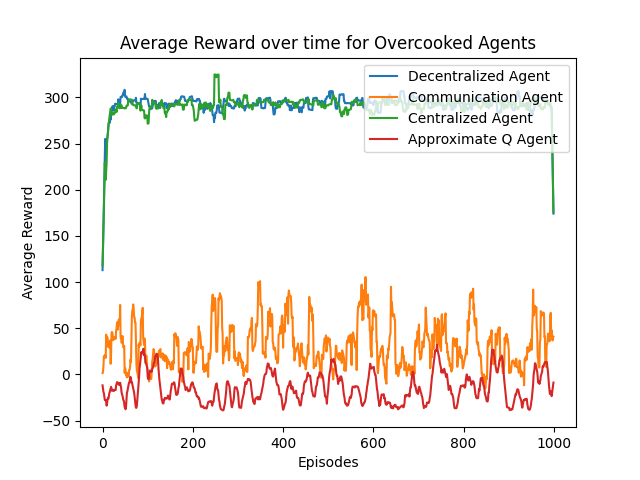 Average Reward over time for Overcooked Agents
Decentralized Agent
Communication Agent
Centralized Agent
Approximate Q Agent
Average Reward
300
250
200
150
100
50
0
−50
0 200 400 600 800 1000
Episodes